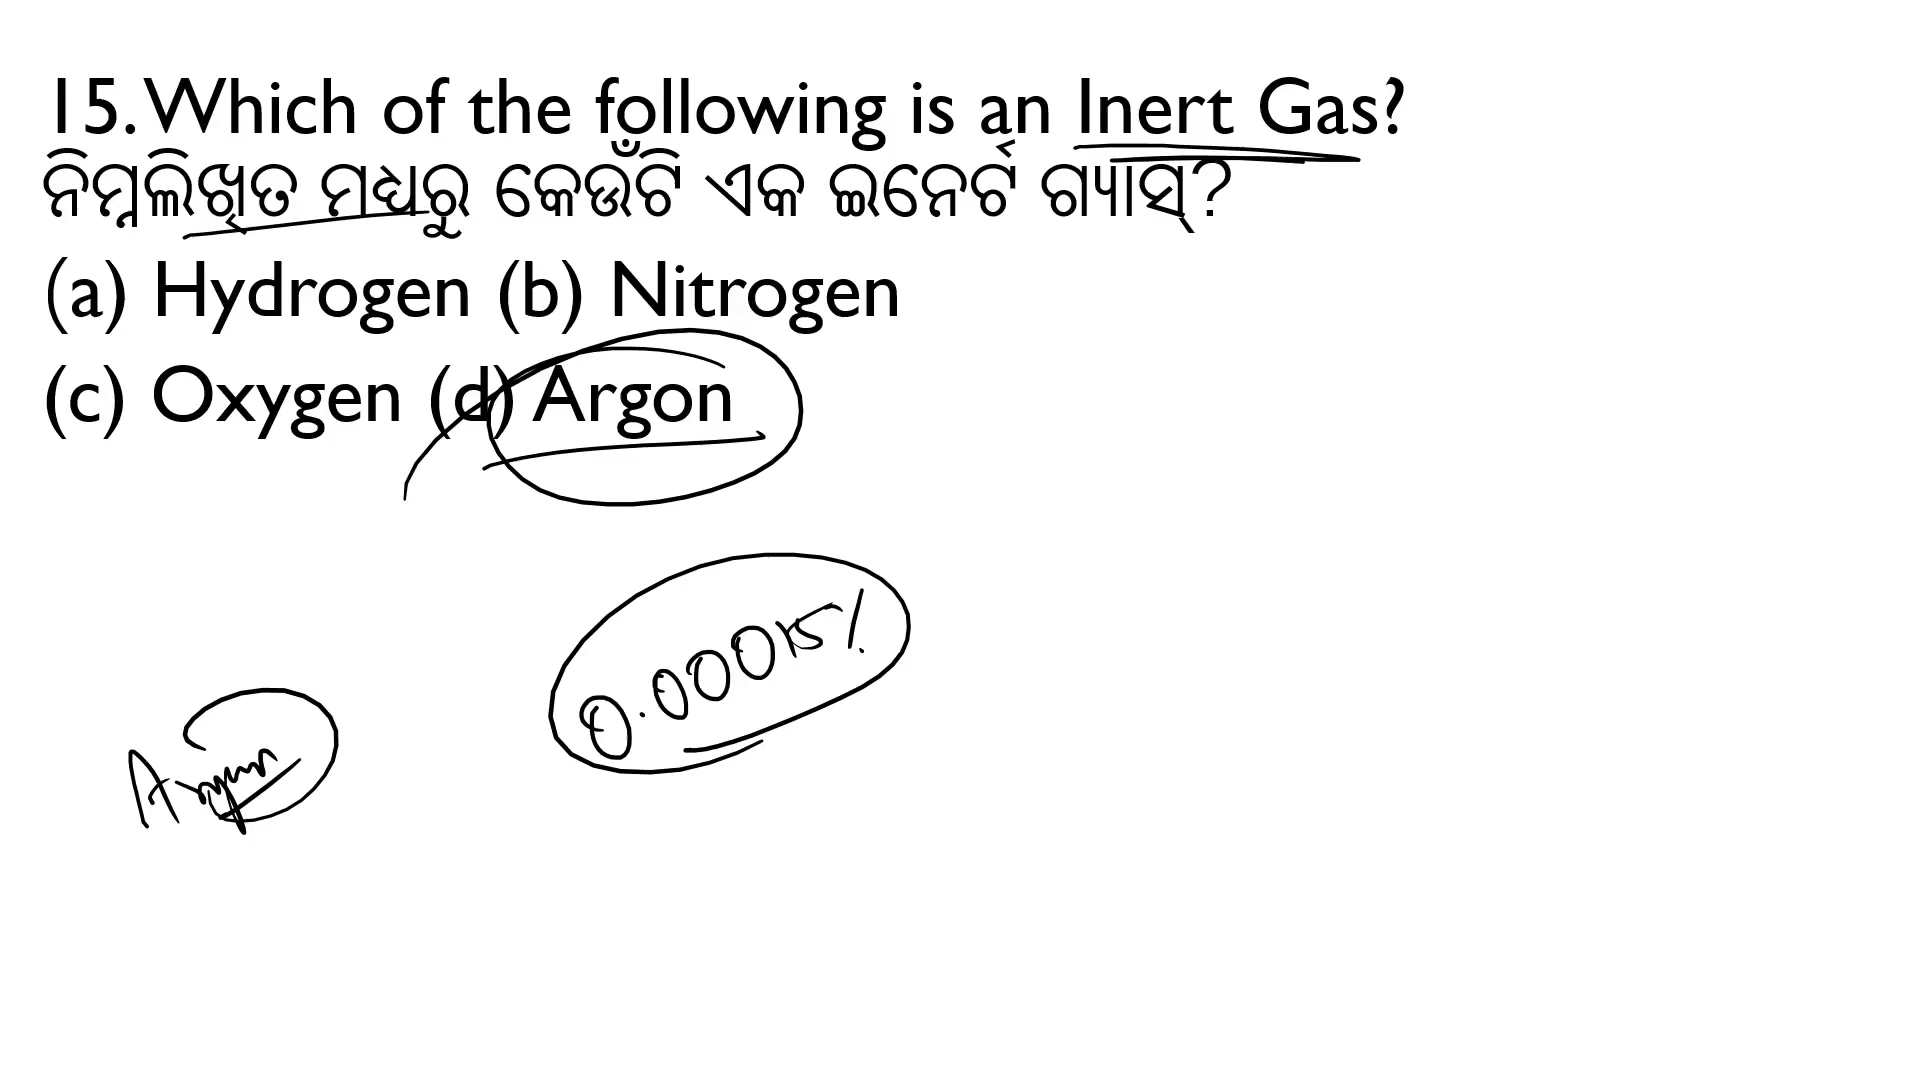 15. Which of the following is an Inert Gas?
ନିମ୍ନଲିଖିତ ମଧ୍ୟରୁ କେଉଁଟି ଏକ ଇନେର୍ଟ ଗ୍ୟାସ୍?
(a) Hydrogen (b) Nitrogen
(c) Oxygen (d) Argon
0.00015%
Argon